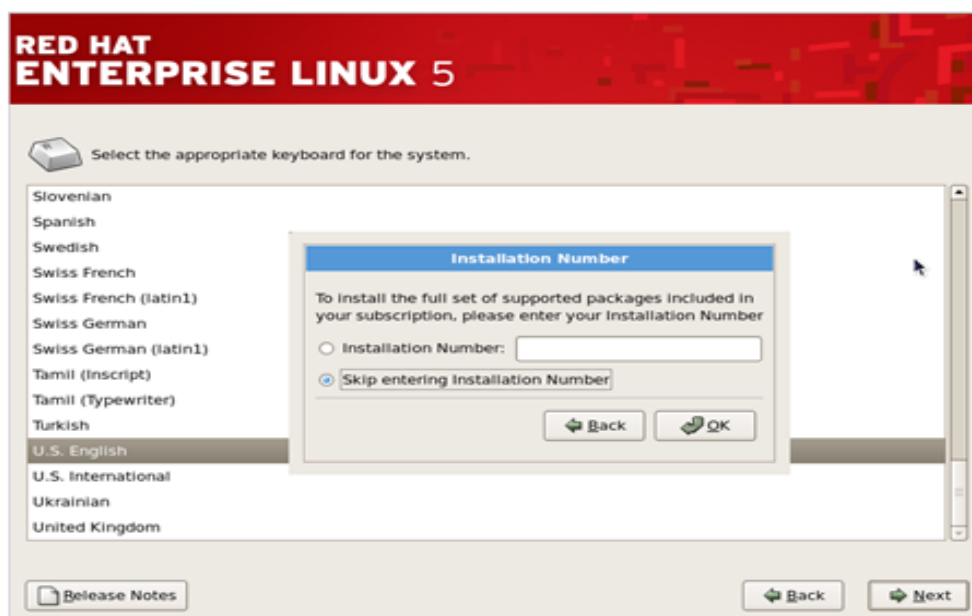 RED HAT
ENTERPRISE LINUX 5
Select the appropriate keyboard for the system.
Slovenian
Spanish
Swedish
Swiss French
Swiss French (latin1)
Swiss German
Swiss German (latin1)
Tamil (Inscript)
Tamil (Typewriter)
Turkish
U.S. English
U.S. International
Ukrainian
United Kingdom
Installation Number
To install the full set of supported packages included in
your subscription, please enter your Installation Number
Installation Number:
Skip entering Installation Number
Back OK
Release Notes Back Next